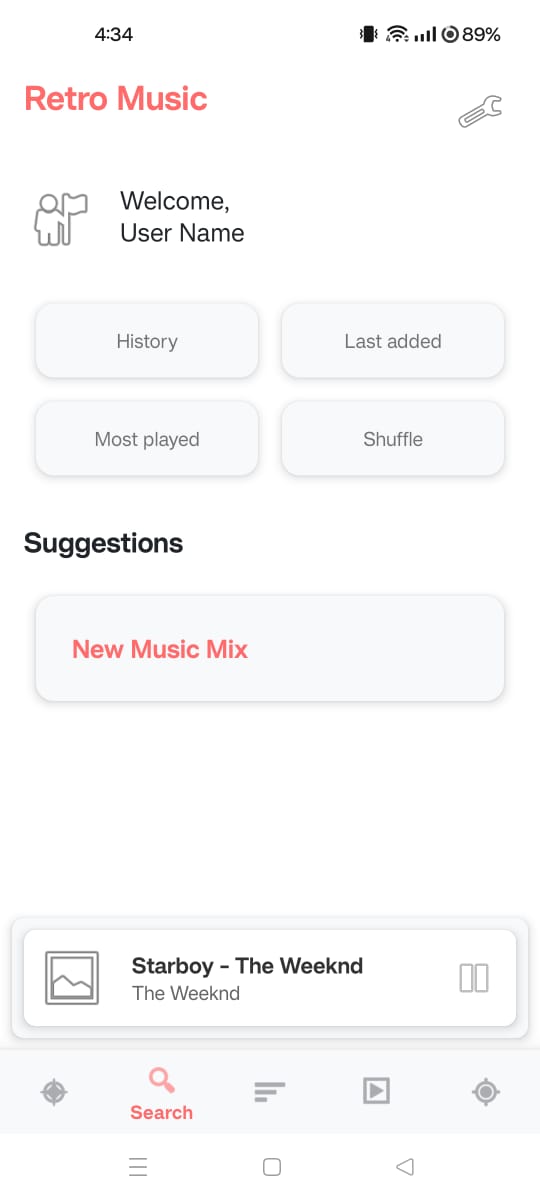 4:34
89%
Retro Music
Welcome,
User Name
History
Last added
Most played
Shuffle
Suggestions
New Music Mix
Starboy - The Weeknd
The Weeknd
Search